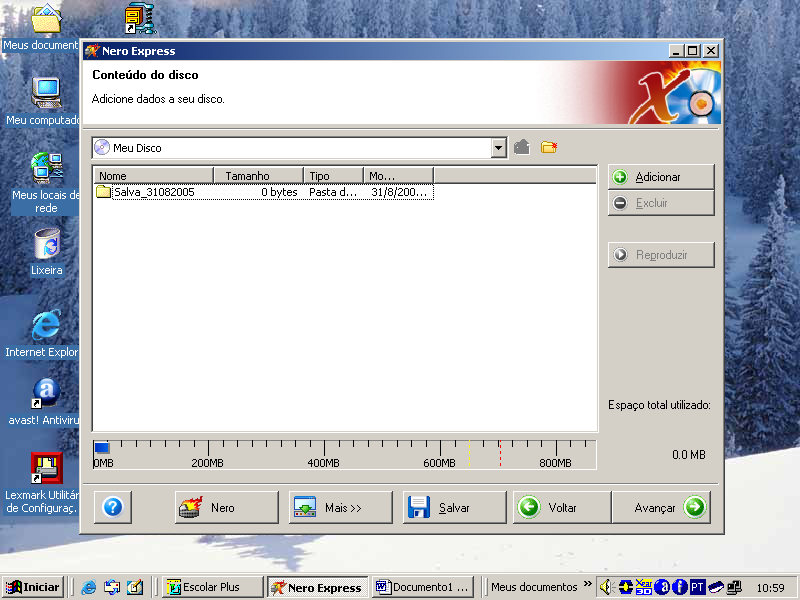 Meus document
Meu computado
Meus locais de
rede
Lixeira
Internet Explor
avast! Antiviru
Lexmark Utilitár
de Configuraç.
Nero Express
Conteúdo do disco
Adicione dados a seu disco.
Meu Disco
Nome Tamanho Tipo Mo...
Salva_31082005 0 bytes Pasta d... 31/8/200...
Adicionar
Excluir
Reproduzir
Espaço total utilizado:
0.0 MB
0MB 200MB 400MB 600MB 800MB
Nero Mais >> Salvar Voltar Avançar
Iniciar Escolar Plus Nero Express Documento1 ... Meus documentos » PT 10:59